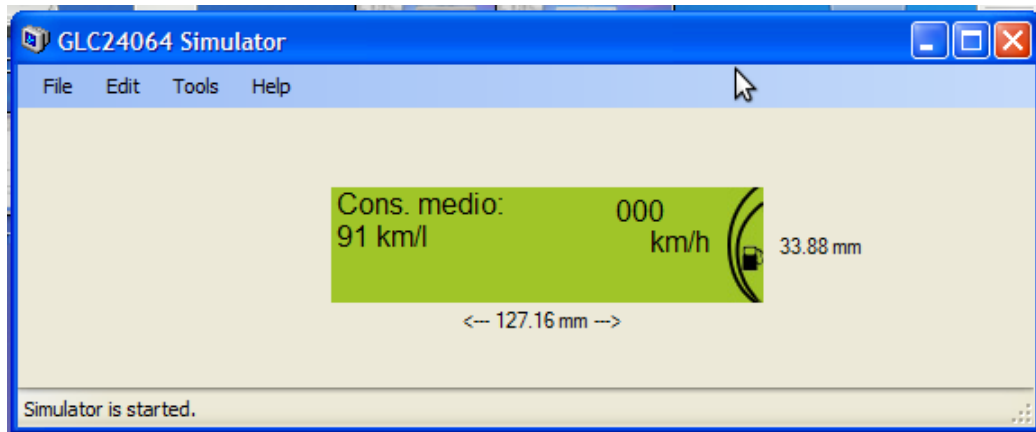 GLC24064 Simulator
File Edit Tools Help
Cons. medio: 000
91 km/l km/h
33.88 mm
<--- 127.16 mm --->
Simulator is started.